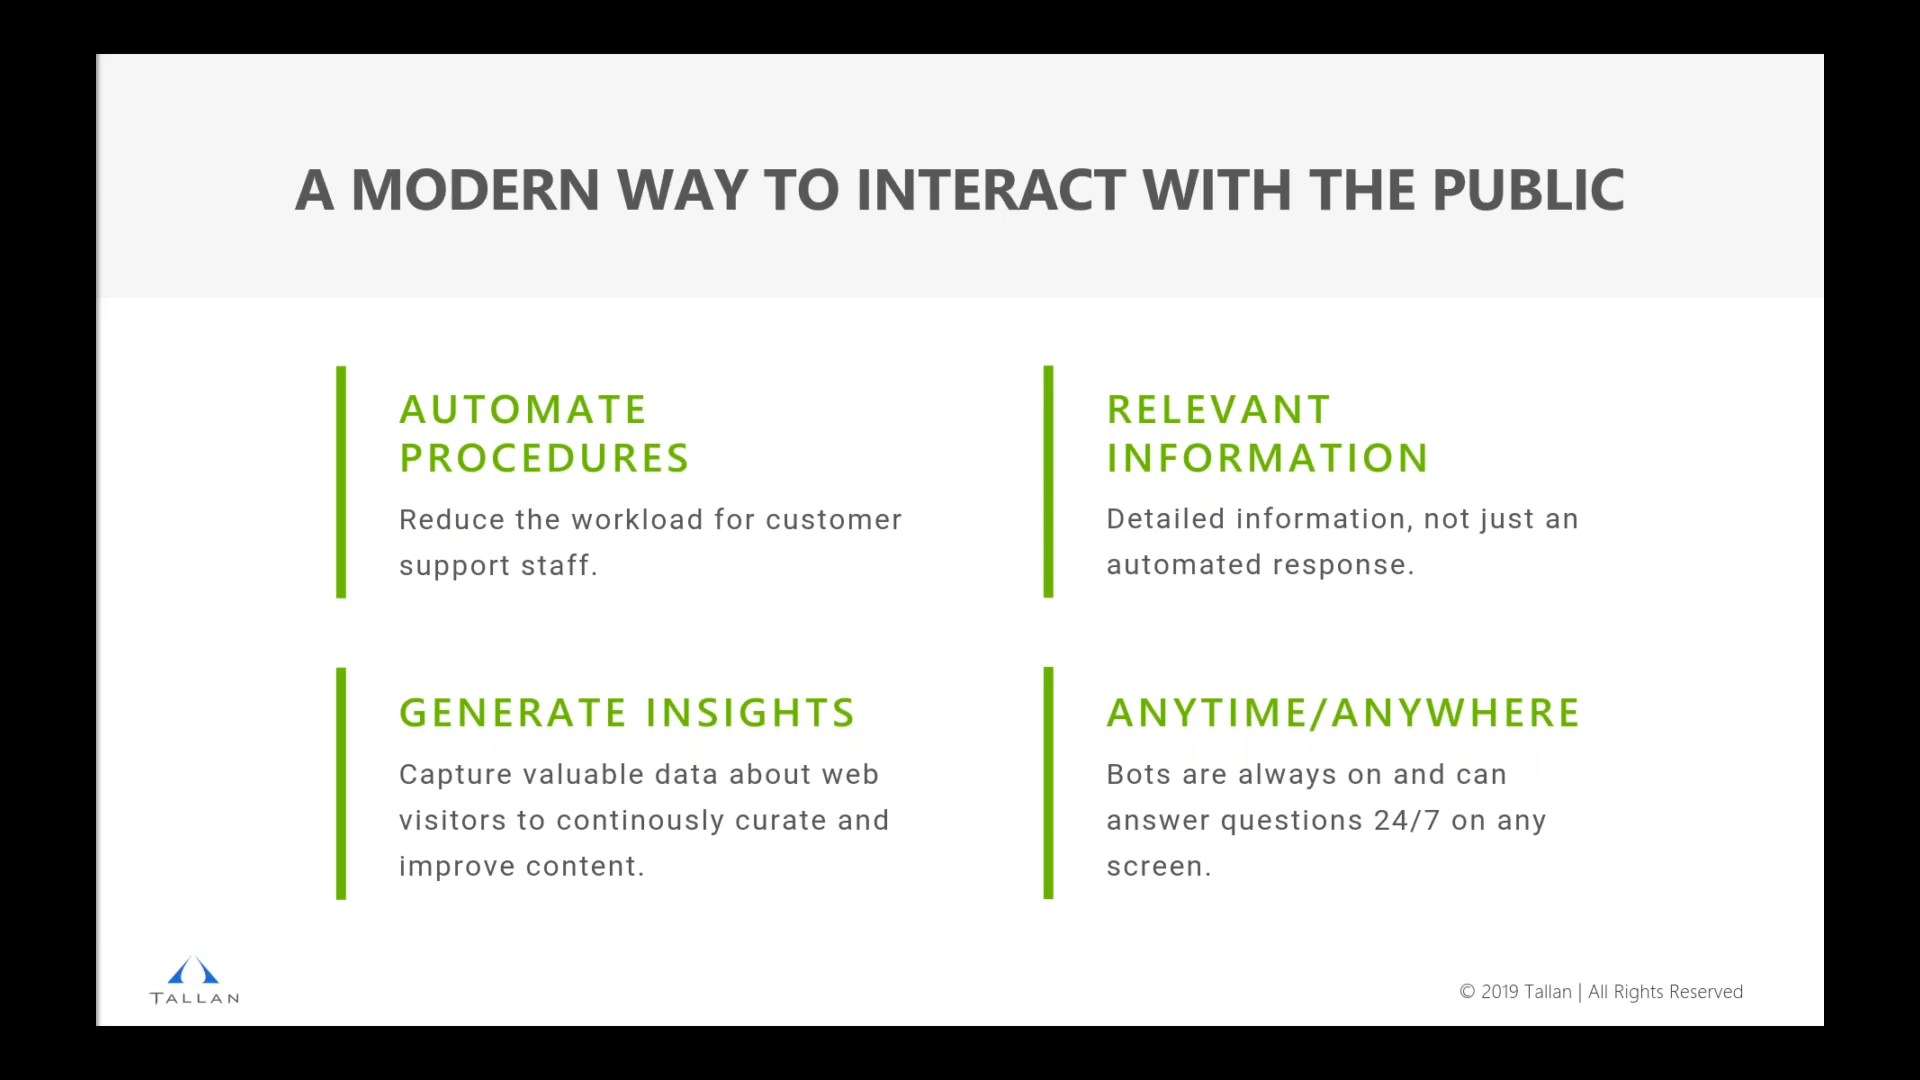 A MODERN WAY TO INTERACT WITH THE PUBLIC
AUTOMATE
PROCEDURES
Reduce the workload for customer
support staff.
RELEVANT
INFORMATION
Detailed information, not just an
automated response.
GENERATE INSIGHTS
Capture valuable data about web
visitors to continously curate and
improve content.
ANYTIME/ANYWHERE
Bots are always on and can
answer questions 24/7 on any
screen.
TALLAN
© 2019 Tallan | All Rights Reserved